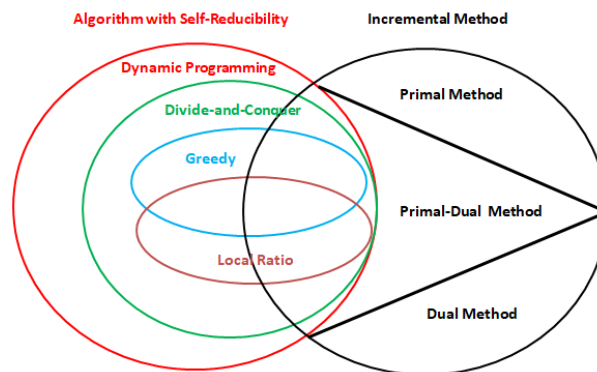 Algorithm with Self-Reducibility
Incremental Method
Dynamic Programming
Primal Method
Divide-and-Conquer
Greedy
Primal-Dual Method
Local Ratio
Dual Method